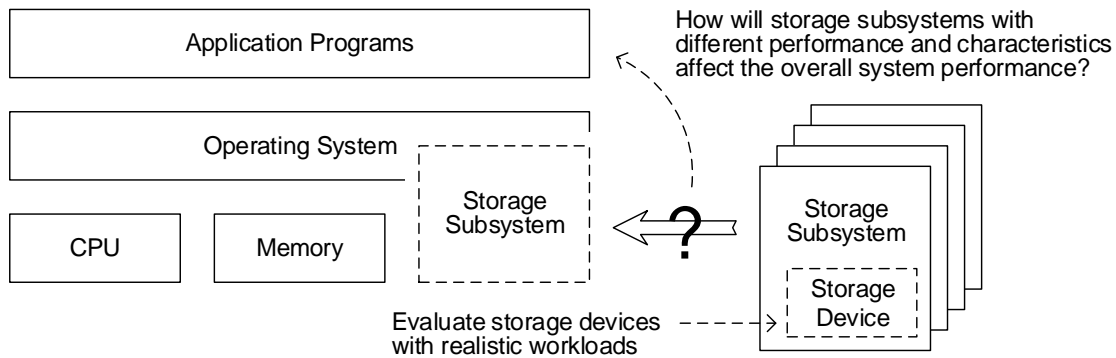 Application Programs
How will storage subsystems with
different performance and characteristics
affect the overall system performance?
Operating System
Storage
Subsystem
CPU
Memory
?
Storage
Subsystem
Storage
Device
Evaluate storage devices
with realistic workloads